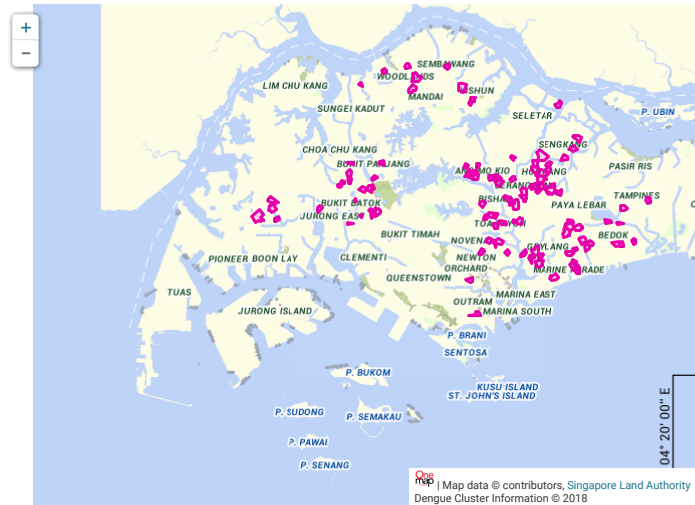 +
−
SEMBAWANG
WOODLANDS
LIM CHU KANG
YISHUN
MANDAI
SUNGEI KADUT
SELETAR
P. UBIN
SENGKANG
CHOA CHU KANG
BUKIT PANJANG
PASIR RIS
ANG MO KIO
HOUGANG
SERANGOON
TAMPINES
BISHAN
BUKIT BATOK
PAYA LEBAR
JURONG EAST
TOA PAYOH
BUKIT TIMAH
BEDOK
NOVENA
GEYLANG
PIONEER BOON LAY
CLEMENTI
NEWTON
ORCHARD
MARINE PARADE
QUEENSTOWN
TUAS
MARINA EAST
OUTRAM
JURONG ISLAND
MARINA SOUTH
P. BRANI
SENTOSA
P. BUKOM
KUSU ISLAND
ST. JOHN'S ISLAND
P. SUDONG
P. SEMAKAU
P. PAWAI
P. SENANG
04° 20' 00" E
One
map | Map data © contributors, Singapore Land Authority
Dengue Cluster Information © 2018